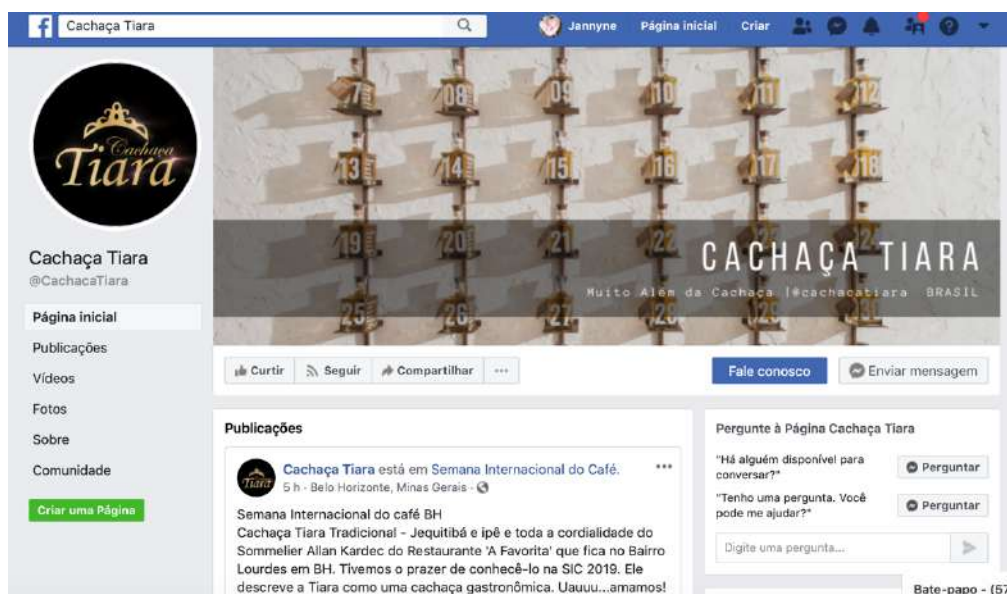 Cachaça Tiara
Jannyne
Página inicial
Criar
Cachaça
Tiara
7 08 09 10 11 12
13 14 15 16 17 18
19 20 21 22
25 26 27 28
CACHAÇA TIARA
Muito Além da Cachaça |@cachacatiara BRASIL
Cachaça Tiara
@CachacaTiara
Página inicial
Publicações
Vídeos
Fotos
Sobre
Comunidade
Criar uma Página
Curtir
Seguir
Compartilhar
Fale conosco
Enviar mensagem
Publicações
Cachaça Tiara está em Semana Internacional do Café.
5 h · Belo Horizonte, Minas Gerais ·
Semana Internacional do café BH
Cachaça Tiara Tradicional - Jequitibá e ipê e toda a cordialidade do
Sommelier Allan Kardec do Restaurante 'A Favorita' que fica no Bairro
Lourdes em BH. Tivemos o prazer de conhecê-lo na SIC 2019. Ele
descreve a Tiara como uma cachaça gastronômica. Uauuu...amamos!
Pergunte à Página Cachaça Tiara
"Há alguém disponível para
conversar?"
Perguntar
"Tenho uma pergunta. Você
pode me ajudar?"
Perguntar
Digite uma pergunta...
Bate-papo - (57